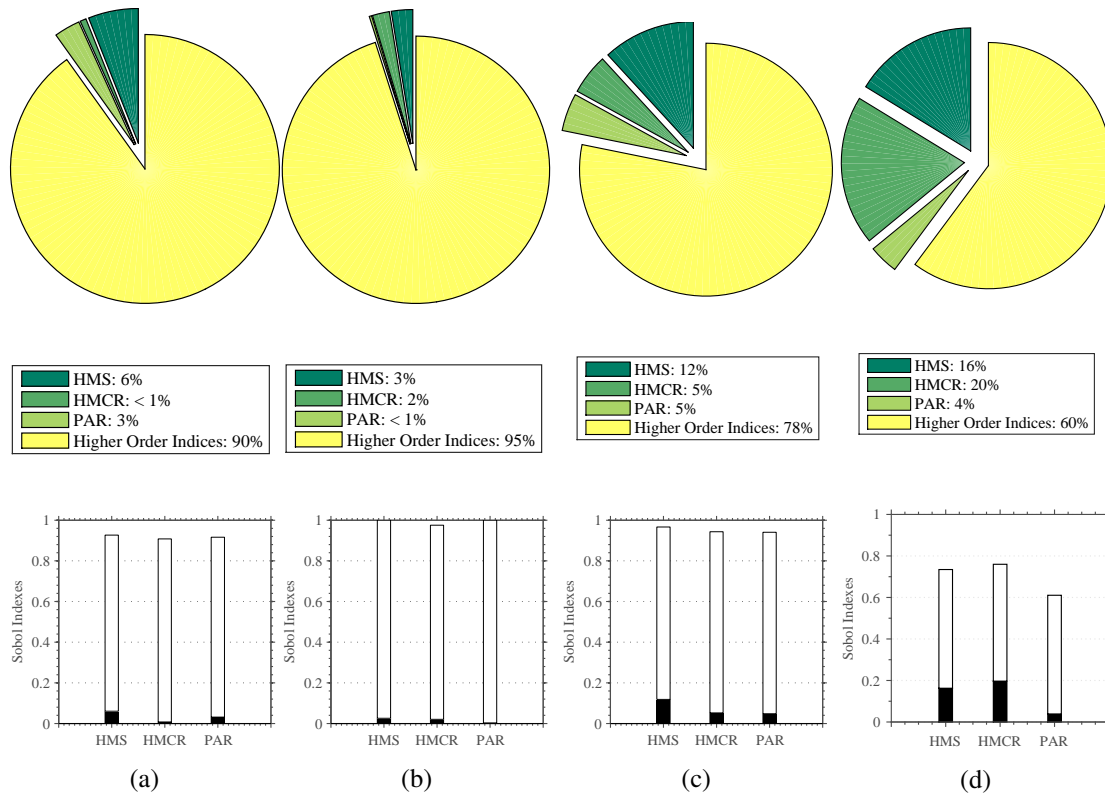 HMS: 6%
HMCR: < 1%
PAR: 3%
Higher Order Indices: 90%
HMS: 3%
HMCR: 2%
PAR: < 1%
Higher Order Indices: 95%
HMS: 12%
HMCR: 5%
PAR: 5%
Higher Order Indices: 78%
HMS: 16%
HMCR: 20%
PAR: 4%
Higher Order Indices: 60%
Sobol Indexes
1
0.8
0.6
0.4
0.2
0
HMS HMCR PAR
(a)
Sobol Indexes
1
0.8
0.6
0.4
0.2
0
HMS HMCR PAR
(b)
Sobol Indexes
1
0.8
0.6
0.4
0.2
0
HMS HMCR PAR
(c)
Sobol Indexes
1
0.8
0.6
0.4
0.2
0
HMS HMCR PAR
(d)